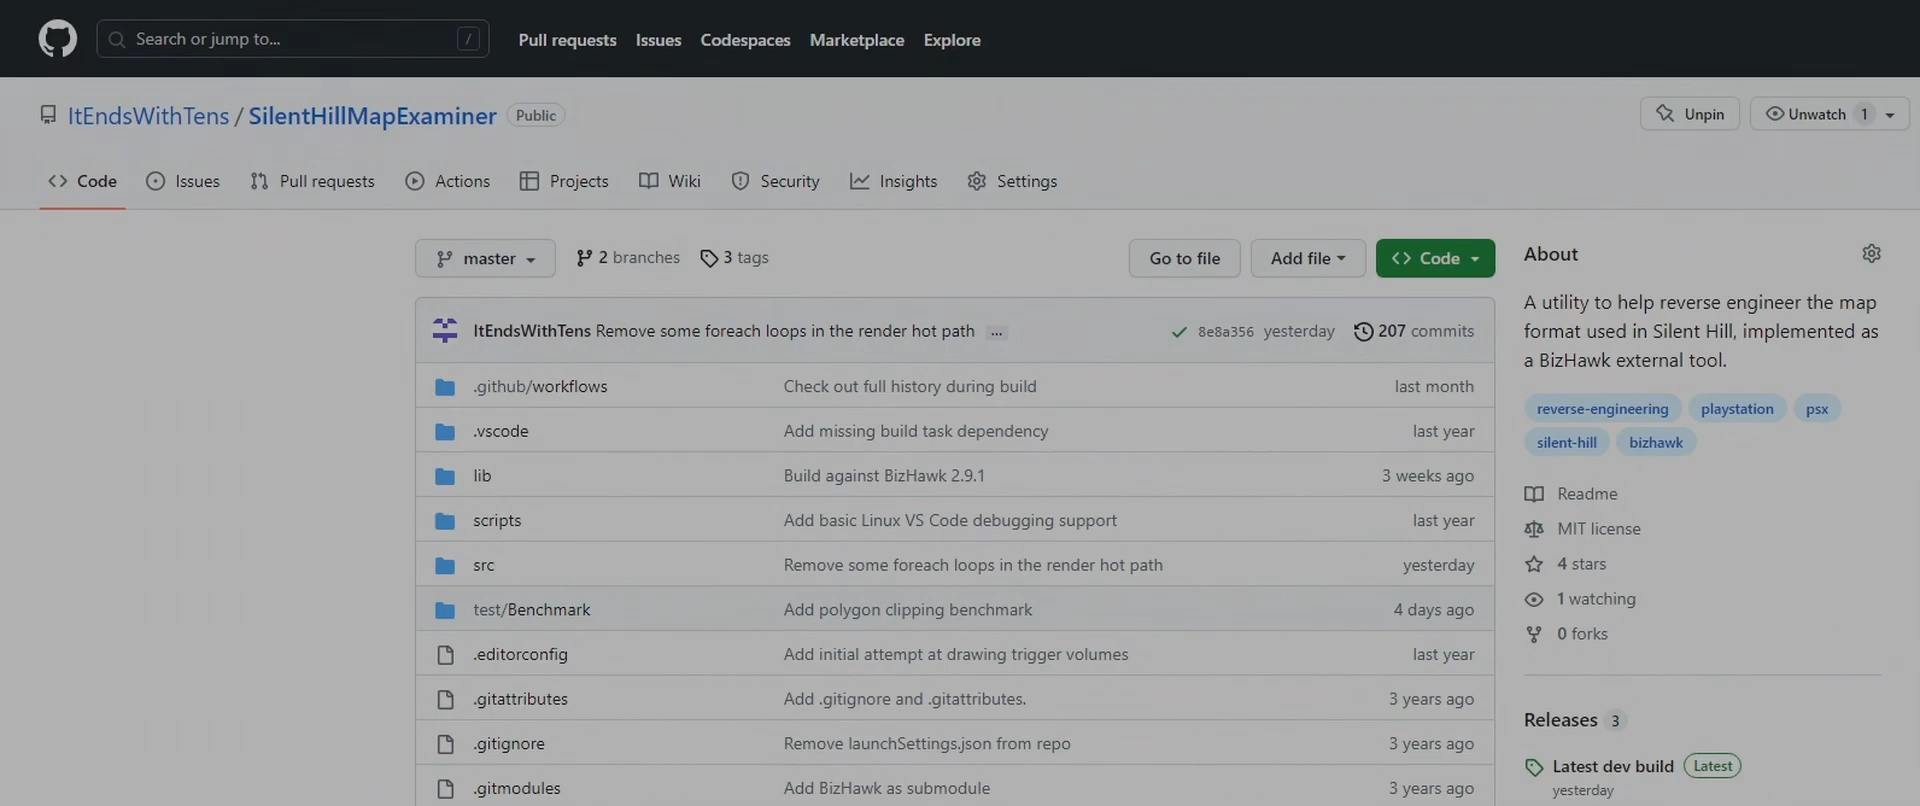 Search or jump to... / Pull requests Issues Codespaces Marketplace Explore
ItEndsWithTens / SilentHillMapExaminer Public Unpin Unwatch 1
Code Issues Pull requests Actions Projects Wiki Security Insights Settings
master 2 branches 3 tags Go to file Add file Code
ItEndsWithTens Remove some foreach loops in the render hot path ... 8e8a356 yesterday 207 commits
.github/workflows Check out full history during build last month
.vscode Add missing build task dependency last year
lib Build against BizHawk 2.9.1 3 weeks ago
scripts Add basic Linux VS Code debugging support last year
src Remove some foreach loops in the render hot path yesterday
test/Benchmark Add polygon clipping benchmark 4 days ago
.editorconfig Add initial attempt at drawing trigger volumes last year
.gitattributes Add .gitignore and .gitattributes. 3 years ago
.gitignore Remove launchSettings.json from repo 3 years ago
.gitmodules Add BizHawk as submodule 3 years ago
About
A utility to help reverse engineer the map
format used in Silent Hill, implemented as
a BizHawk external tool.
reverse-engineering playstation psx
silent-hill bizhawk
Readme
MIT license
4 stars
1 watching
0 forks
Releases 3
Latest dev build Latest
yesterday